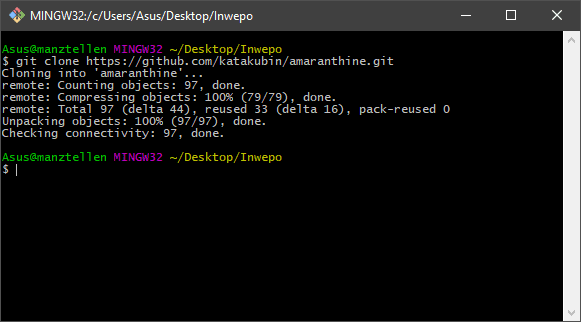 MINGW32:/c/Users/Asus/Desktop/Inwepo
Asus@manztellen MINGW32 ~/Desktop/Inwepo
$ git clone https://github.com/katakubin/amaranthine.git
Cloning into 'amaranthine'...
remote: Counting objects: 97, done.
remote: Compressing objects: 100% (79/79), done.
remote: Total 97 (delta 44), reused 33 (delta 16), pack-reused 0
Unpacking objects: 100% (97/97), done.
Checking connectivity: 97, done.
Asus@manztellen MINGW32 ~/Desktop/Inwepo
$